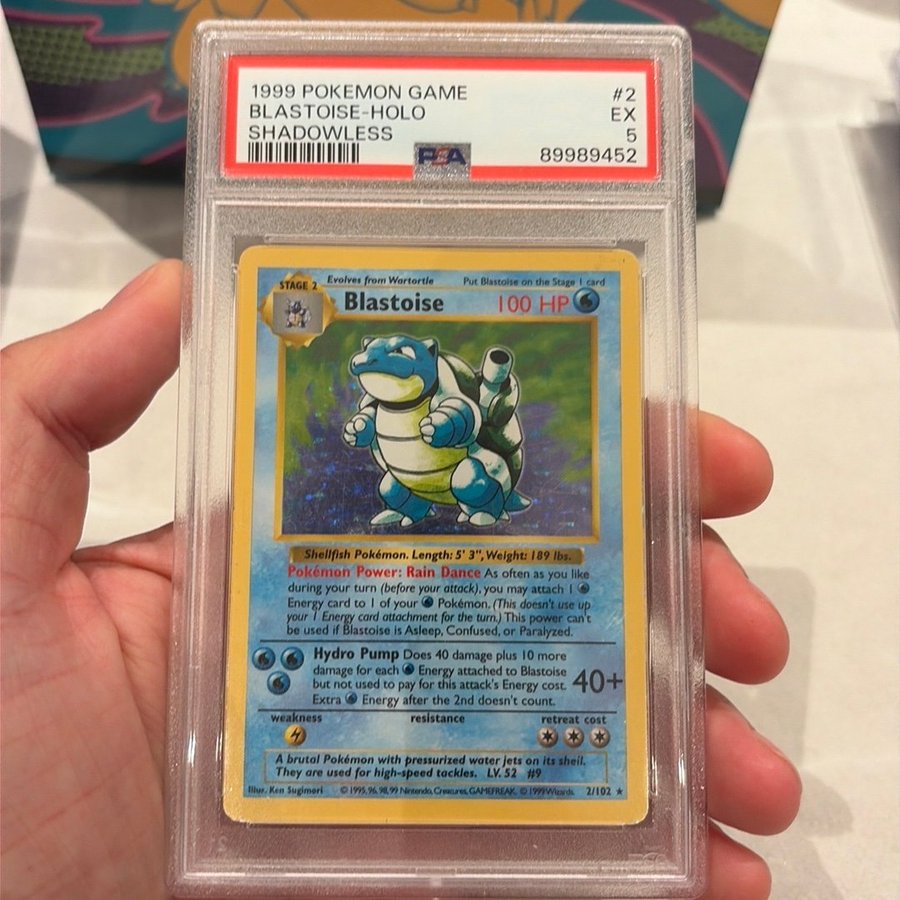 1999 POKEMON GAME #2
BLASTOISE-HOLO EX
SHADOWLESS 5
PSA 89989452
STAGE 2 Evolves from Wartortle Put Blastoise on the Stage 1 card
Blastoise 100 HP
Shellfish Pokémon. Length: 5' 3", Weight: 189 lbs.
Pokémon Power: Rain Dance As often as you like
during your turn (before your attack), you may attach 1
Energy card to 1 of your Pokémon. (This doesn't use up
your 1 Energy card attachment for the turn.) This power can't
be used if Blastoise is Asleep, Confused, or Paralyzed.
Hydro Pump Does 40 damage plus 10 more
damage for each Energy attached to Blastoise
but not used to pay for this attack's Energy cost. 40+
Extra Energy after the 2nd doesn't count.
weakness resistance retreat cost
A brutal Pokémon with pressurized water jets on its shell.
They are used for high-speed tackles. LV. 52 #9
Illus. Ken Sugimori © 1995, 96, 98, 99 Nintendo, Creatures, GAMEFREAK. © 1999 Wizards. 2/102 ★